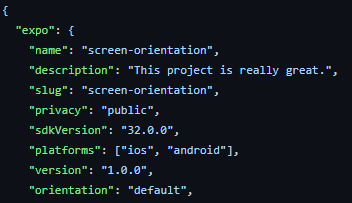 {
"expo": {
"name": "screen-orientation",
"description": "This project is really great.",
"slug": "screen-orientation",
"privacy": "public",
"sdkVersion": "32.0.0",
"platforms": ["ios", "android"],
"version": "1.0.0",
"orientation": "default",